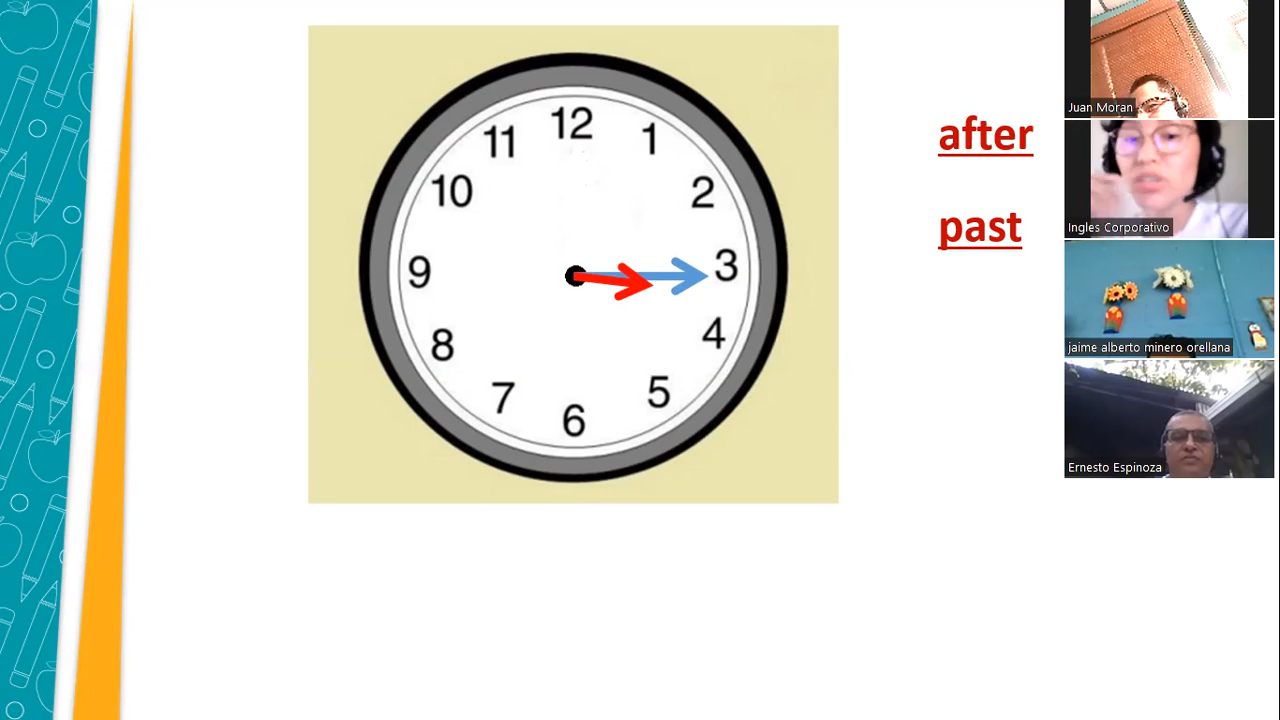 12
11
1
10
2
9
3
8
4
7
5
6
after
past
Juan Moran
Ingles Corporativo
jaime alberto minero orellana
Ernesto Espinoza